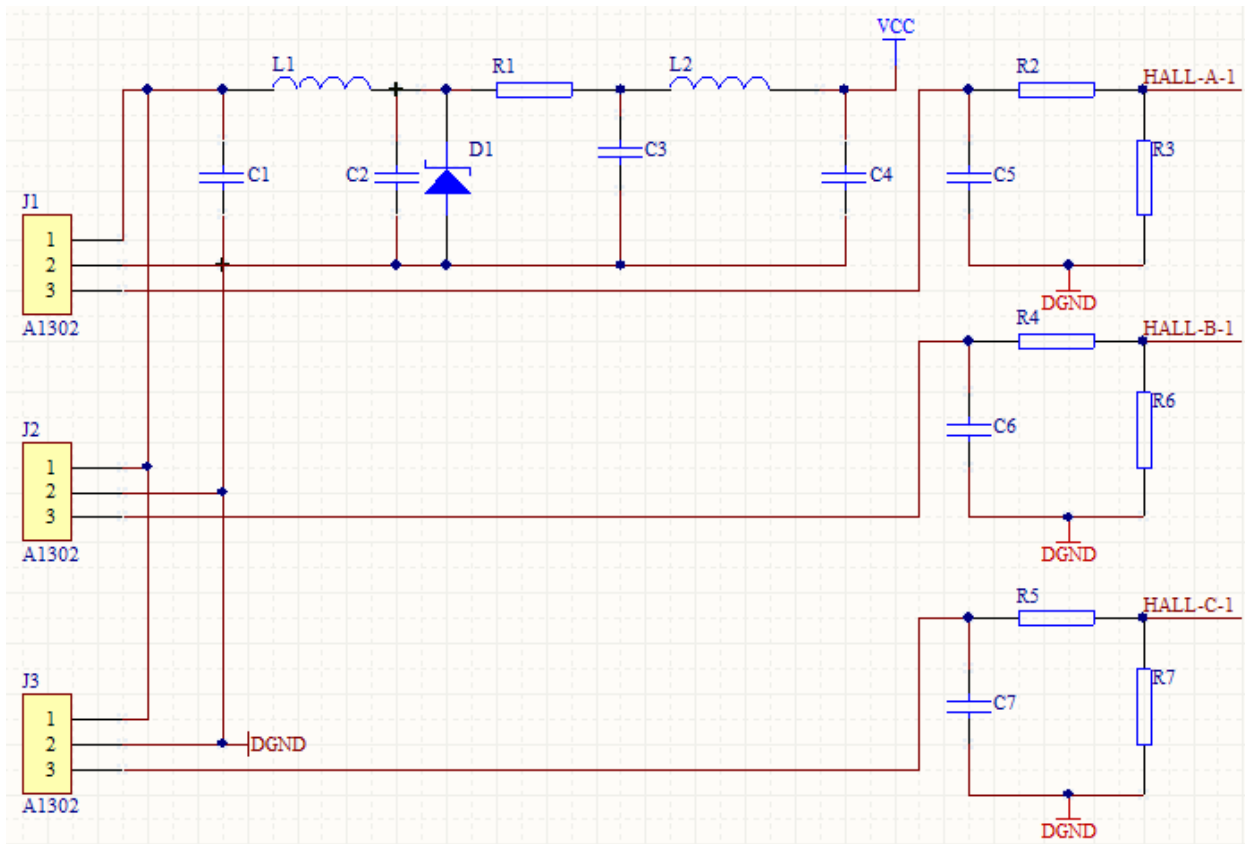 VCC
L1
R1
L2
R2
HALL-A-1
C1
C2
D1
C3
C4
C5
R3
J1
1
2
3
A1302
DGND
R4
HALL-B-1
R6
C6
J2
1
2
3
A1302
DGND
R5
HALL-C-1
R7
C7
J3
1
2
3
DGND
A1302
DGND